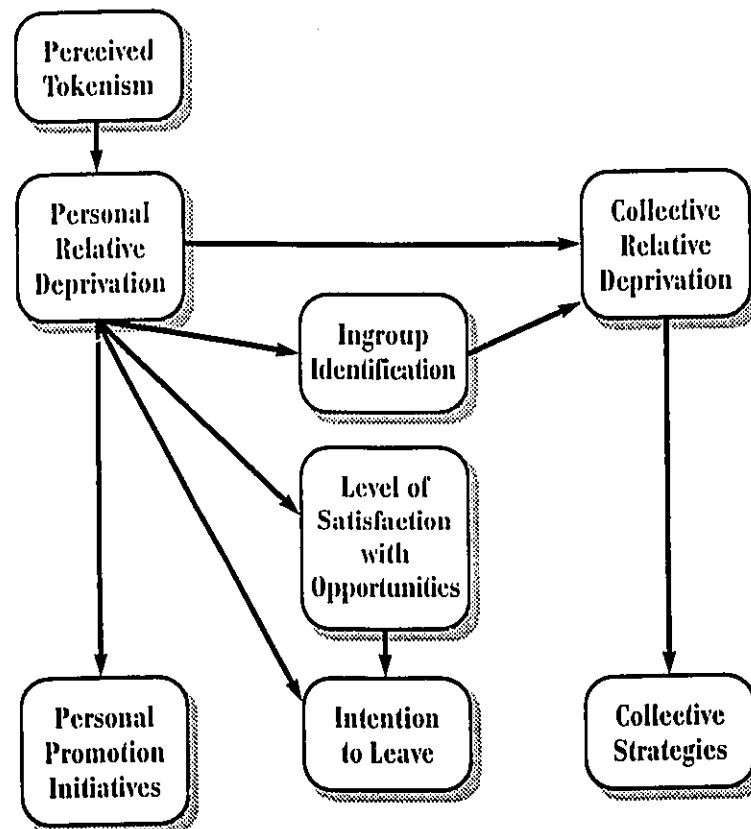 Perceived
Tokenism
Personal
Relative
Deprivation
Collective
Relative
Deprivation
Ingroup
Identification
Level of
Satisfaction
with
Opportunities
Personal
Promotion
Initiatives
Intention
to Leave
Collective
Strategies